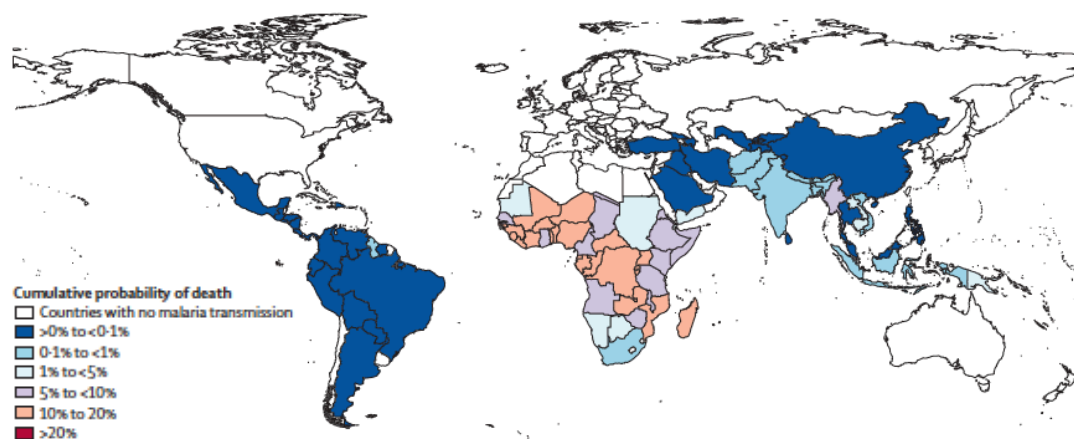 Cumulative probability of death
Countries with no malaria transmission
>0% to <0·1%
0·1% to <1%
1% to <5%
5% to <10%
10% to 20%
>20%